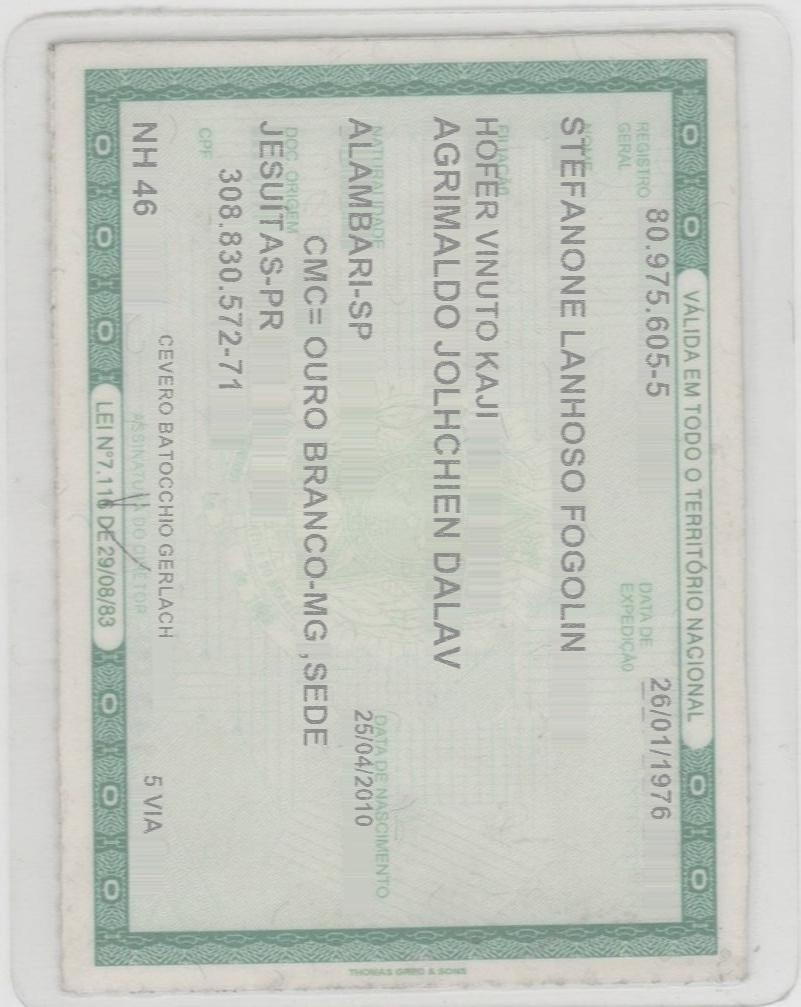 VÁLIDA EM TODO O TERRITÓRIO NACIONAL
REGISTRO GERAL 80.975.605-5 DATA DE EXPEDIÇÃO 26/01/1976
NOME
STEFANONE LANHOSO FOGOLIN
FILIAÇÃO
HOFER VINUTO KAJI
AGRIMALDO JOLHCHIEN DALAV
NATURALIDADE DATA DE NASCIMENTO
ALAMBARI-SP 25/04/2010
DOC. ORIGEM CMC= OURO BRANCO-MG ,SEDE
JESUITAS-PR
CPF 308.830.572-71
CEVERO BATOCCHIO GERLACH
NH 46 5 VIA
ASSINATURA DO DIRETOR
LEI Nº7.116 DE 29/08/83
THOMAS GREG & SONS